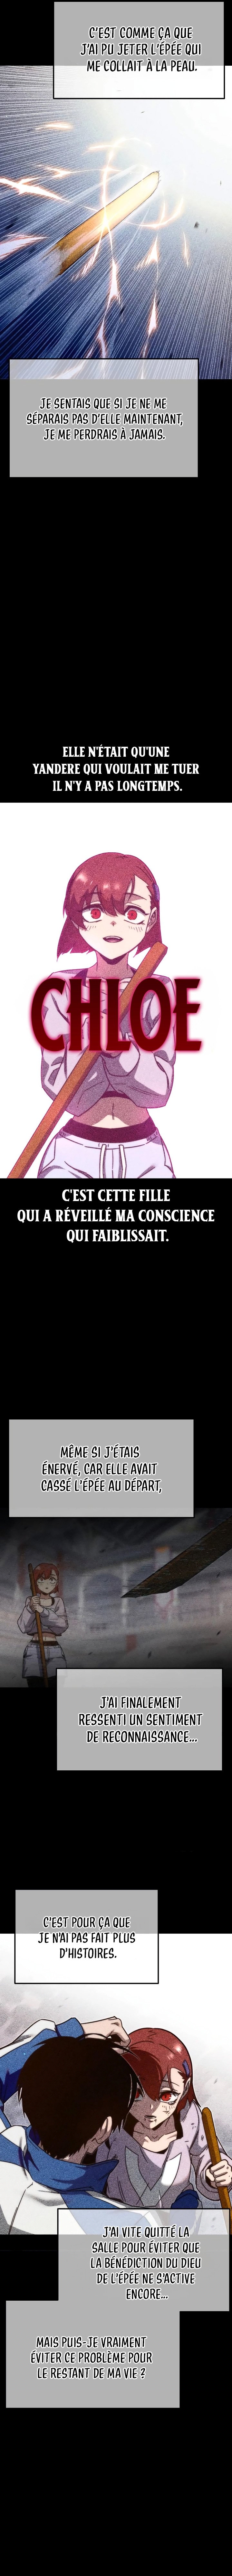 C'EST COMME ÇA QUE
J'AI PU JETER L'ÉPÉE QUI
ME COLLAIT À LA PEAU.
JE SENTAIS QUE SI JE NE ME
SÉPARAIS PAS D'ELLE MAINTENANT,
JE ME PERDRAIS À JAMAIS.
ELLE N'ÉTAIT QU'UNE
YANDERE QUI VOULAIT ME TUER
IL N'Y A PAS LONGTEMPS.
CHLOE
C'EST CETTE FILLE
QUI A RÉVEILLÉ MA CONSCIENCE
QUI FAIBLISSAIT.
MÊME SI J'ÉTAIS
ÉNERVÉ, CAR ELLE AVAIT
CASSÉ L'ÉPÉE AU DÉPART,
J'AI FINALEMENT
RESSENTI UN SENTIMENT
DE RECONNAISSANCE...
C'EST POUR ÇA QUE
JE N'AI PAS FAIT PLUS
D'HISTOIRES.
J'AI VITE QUITTÉ LA
SALLE POUR ÉVITER QUE
LA BÉNÉDICTION DU DIEU
DE L'ÉPÉE NE S'ACTIVE
ENCORE...
MAIS PUIS-JE VRAIMENT
ÉVITER CE PROBLÈME POUR
LE RESTANT DE MA VIE ?